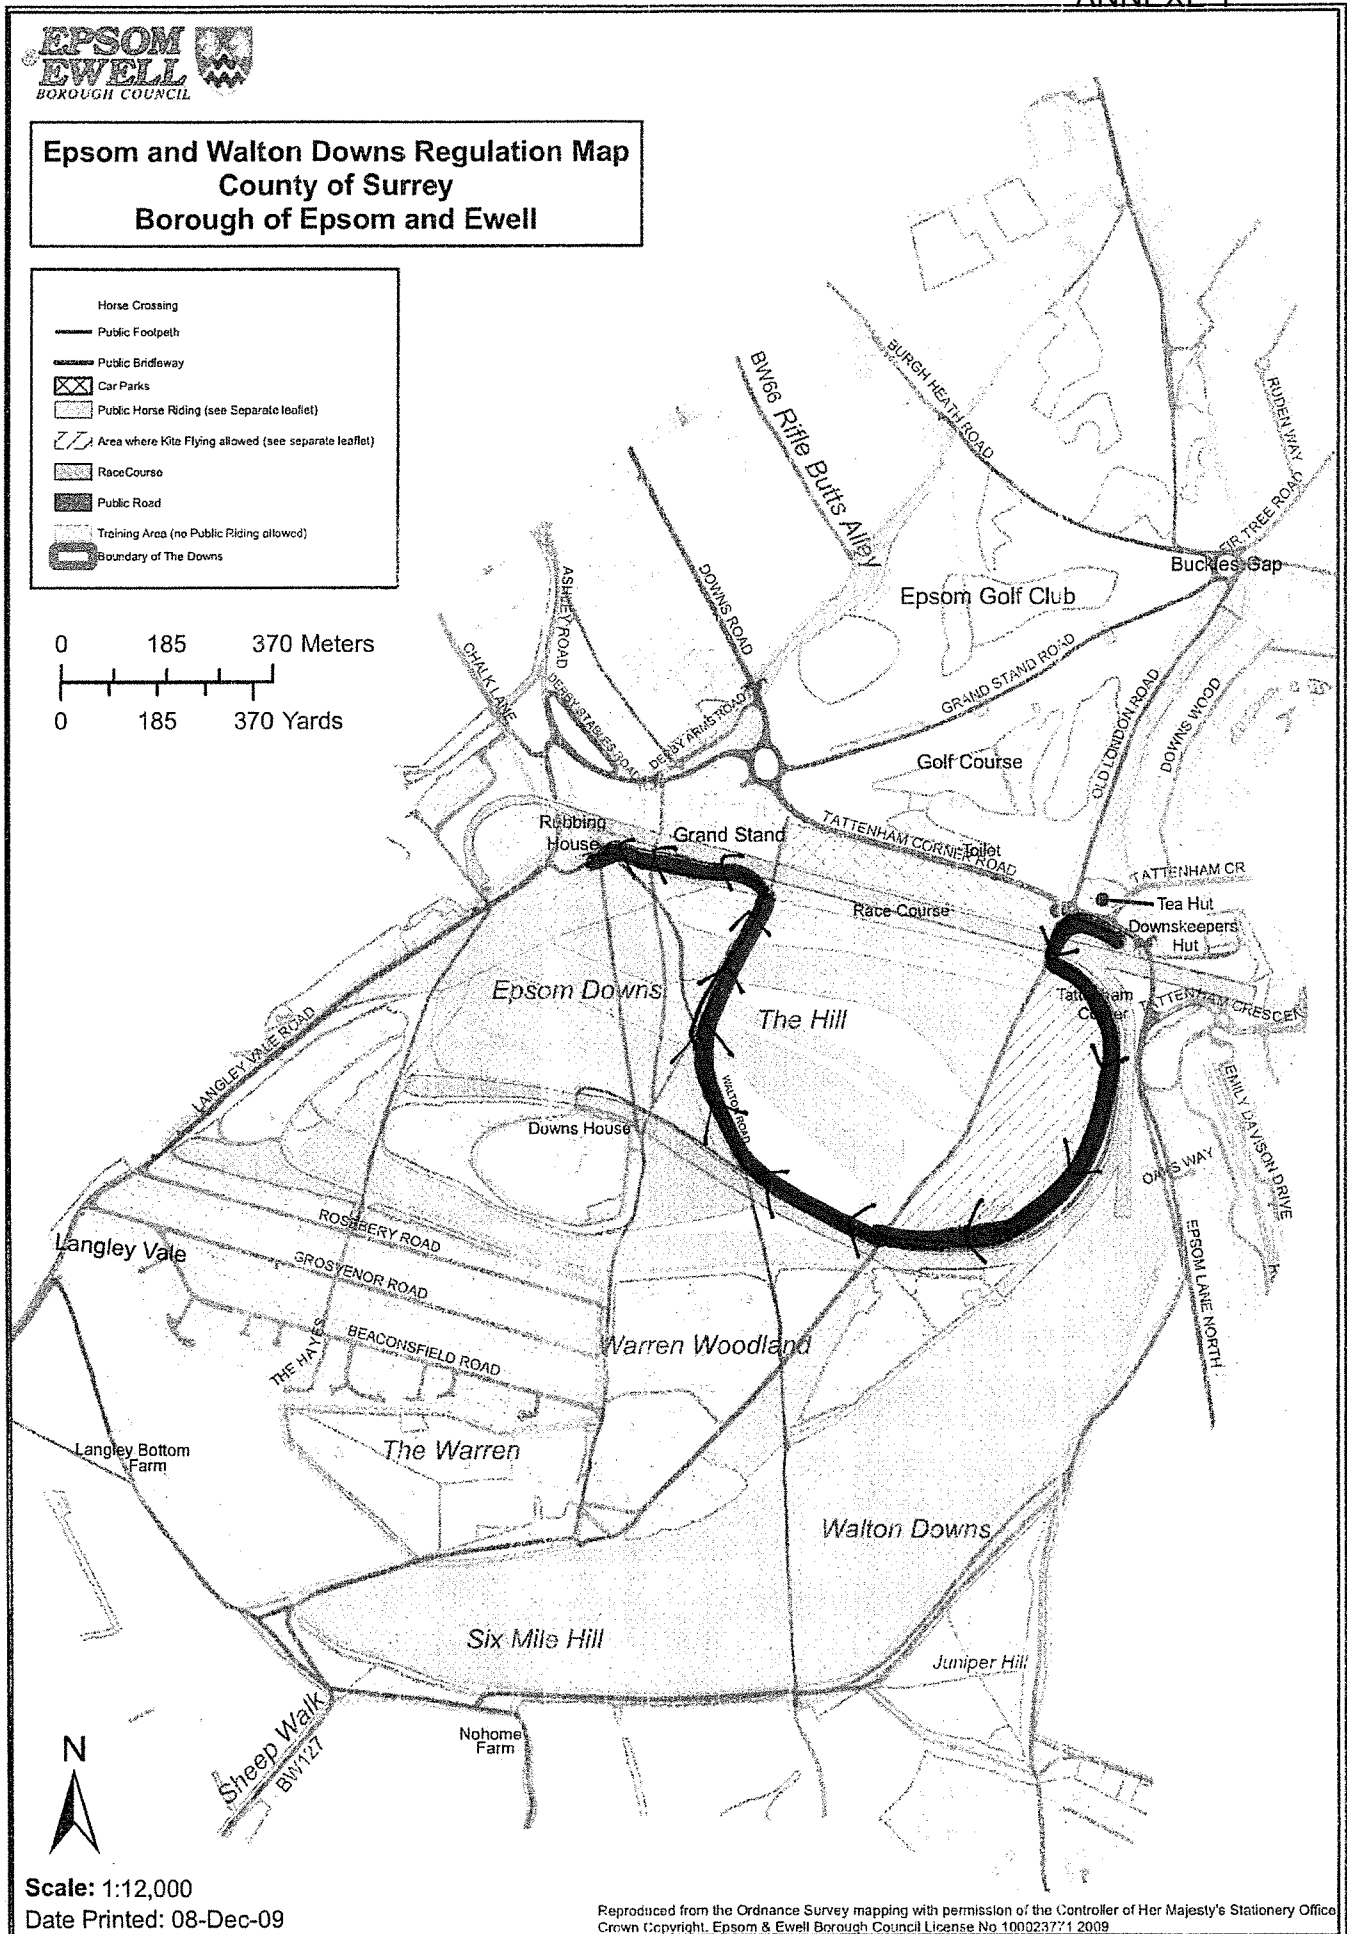 ANNEXE 1
EPSOM
EWELL
BOROUGH COUNCIL
Epsom and Walton Downs Regulation Map
County of Surrey
Borough of Epsom and Ewell
Horse Crossing
Public Footpath
Public Bridleway
Car Parks
Public Horse Riding (see Separate leaflet)
Area where Kite Flying allowed (see separate leaflet)
RaceCourse
Public Road
Training Area (no Public Riding allowed)
Boundary of The Downs
0 185 370 Meters
0 185 370 Yards
BURGH HEATH ROAD
BW66 Rifle Butts Alley
RUDEN WAY
FIR TREE ROAD
Buckles Gap
ASHLEY ROAD
DOWNS ROAD
Epsom Golf Club
CHALK LANE
DERBY STABLES ROAD
DERBY ARMS ROAD
GRAND STAND ROAD
OLD LONDON ROAD
DOWNS WOOD
Golf Course
Rubbing
House
Grand Stand
TATTENHAM CORNER ROAD
Toilet
TATTENHAM CR
Tea Hut
Race Course
Downskeepers
Hut
Epsom Downs
The Hill
Tattenham
Corner
TATTENHAM CRESCEN
LANGLEY VALE ROAD
WALTON ROAD
Downs House
EMILY DAVISON DRIVE
OAKS WAY
EPSOM LANE NORTH
Langley Vale
ROSEBERY ROAD
GROSVENOR ROAD
BEACONSFIELD ROAD
THE HAYES
Warren Woodland
The Warren
Langley Bottom
Farm
Walton Downs
Six Mile Hill
Juniper Hill
Sheep Walk
BW127
Nohome
Farm
N
Scale: 1:12,000
Date Printed: 08-Dec-09
Reproduced from the Ordnance Survey mapping with permission of the Controller of Her Majesty's Stationery Office
Crown Copyright. Epsom & Ewell Borough Council License No 100023771 2009